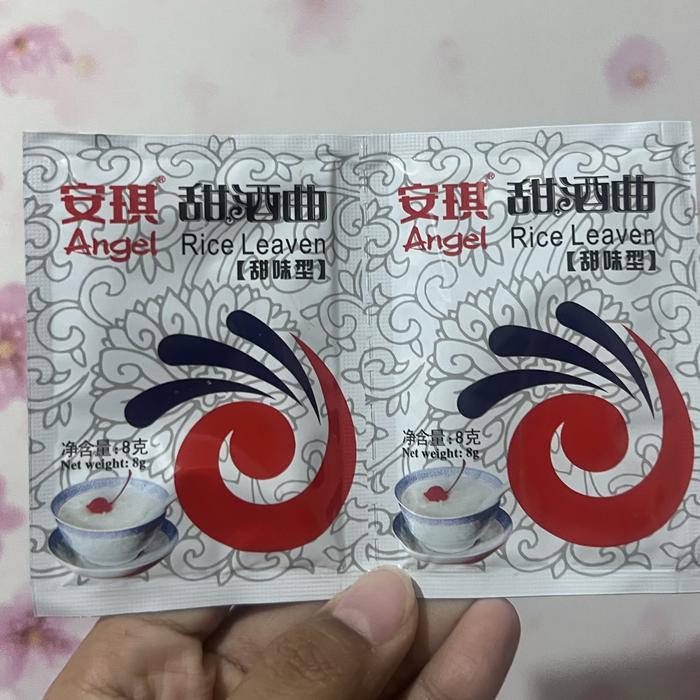 安琪® 甜酒曲
Angel Rice Leaven
【甜味型】
净含量:8克
Net weight: 8g
安琪® 甜酒曲
Angel Rice Leaven
【甜味型】
净含量:8克
Net weight: 8g